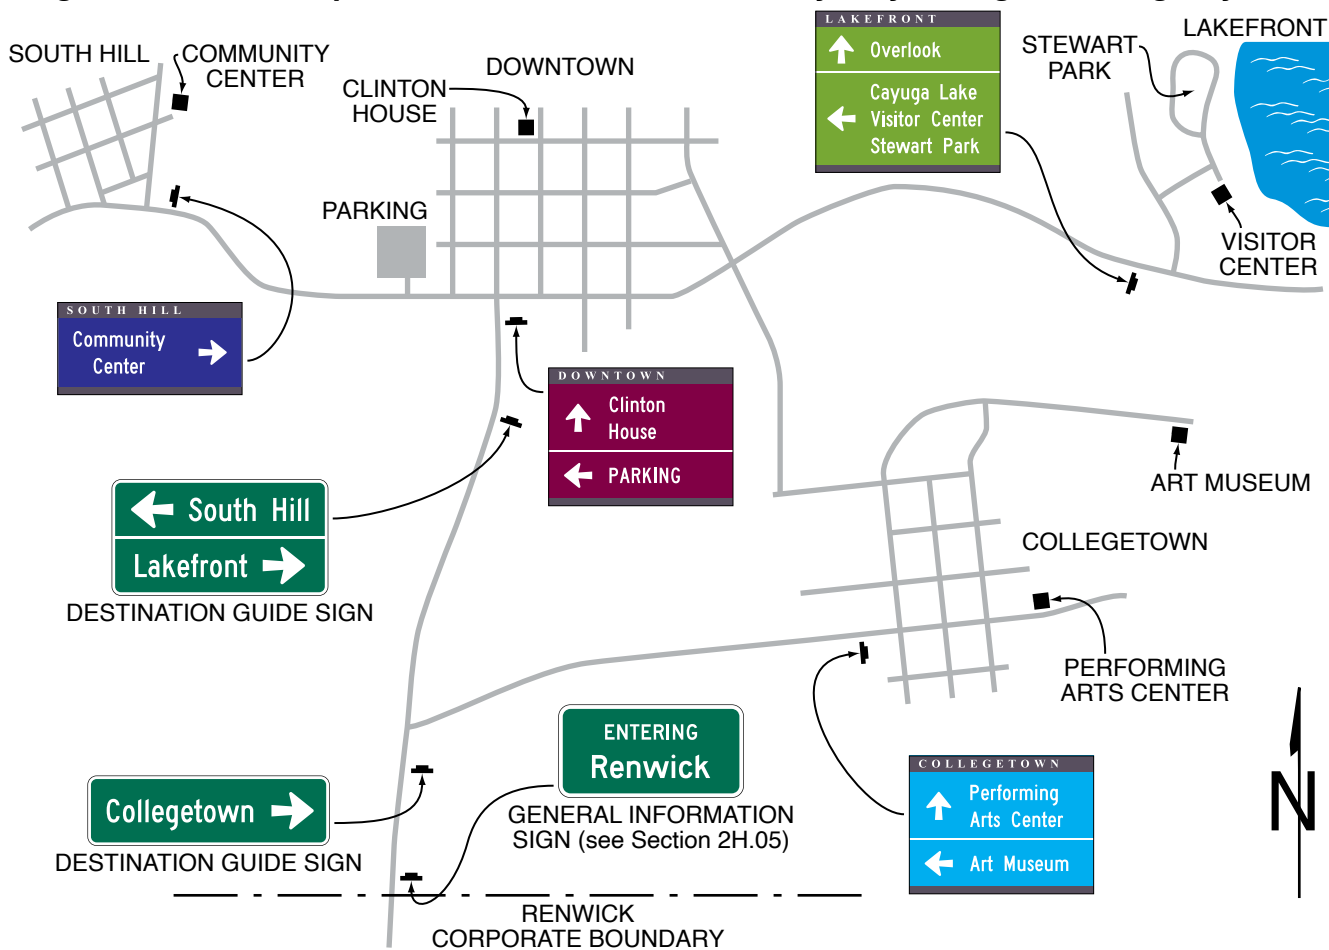 SOUTH HILL
COMMUNITY
CENTER
CLINTON
HOUSE
DOWNTOWN
LAKEFRONT
Overlook
Cayuga Lake
Visitor Center
Stewart Park
STEWART
PARK
LAKEFRONT
PARKING
VISITOR
CENTER
SOUTH HILL
Community
Center
DOWNTOWN
Clinton
House
PARKING
South Hill
Lakefront
DESTINATION GUIDE SIGN
ART MUSEUM
COLLEGETOWN
PERFORMING
ARTS CENTER
ENTERING
Renwick
GENERAL INFORMATION
SIGN (see Section 2H.05)
Collegetown
DESTINATION GUIDE SIGN
COLLEGETOWN
Performing
Arts Center
Art Museum
N
RENWICK
CORPORATE BOUNDARY